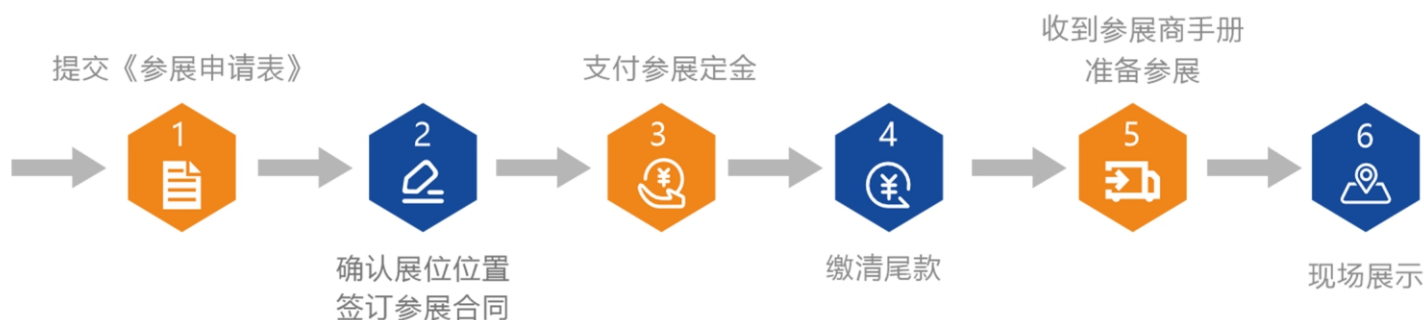 提交《参展申请表》
1
2
确认展位位置
签订参展合同
支付参展定金
3
¥
4
¥
缴清尾款
收到参展商手册
准备参展
5
6
现场展示